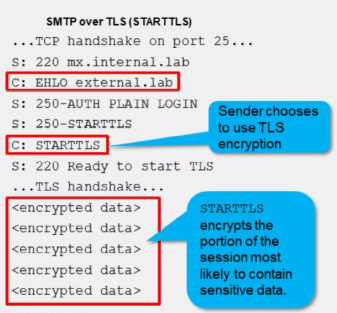 SMTP over TLS (STARTTLS)
...TCP handshake on port 25...
S: 220 mx.internal.lab
C: EHLO external.lab
S: 250-AUTH PLAIN LOGIN
S: 250-STARTTLS
C: STARTTLS
S: 220 Ready to start TLS
...TLS handshake...
<encrypted data>
<encrypted data>
<encrypted data>
<encrypted data>
<encrypted data>
Sender chooses
to use TLS
encryption
STARTTLS
encrypts the
portion of the
session most
likely to contain
sensitive data.